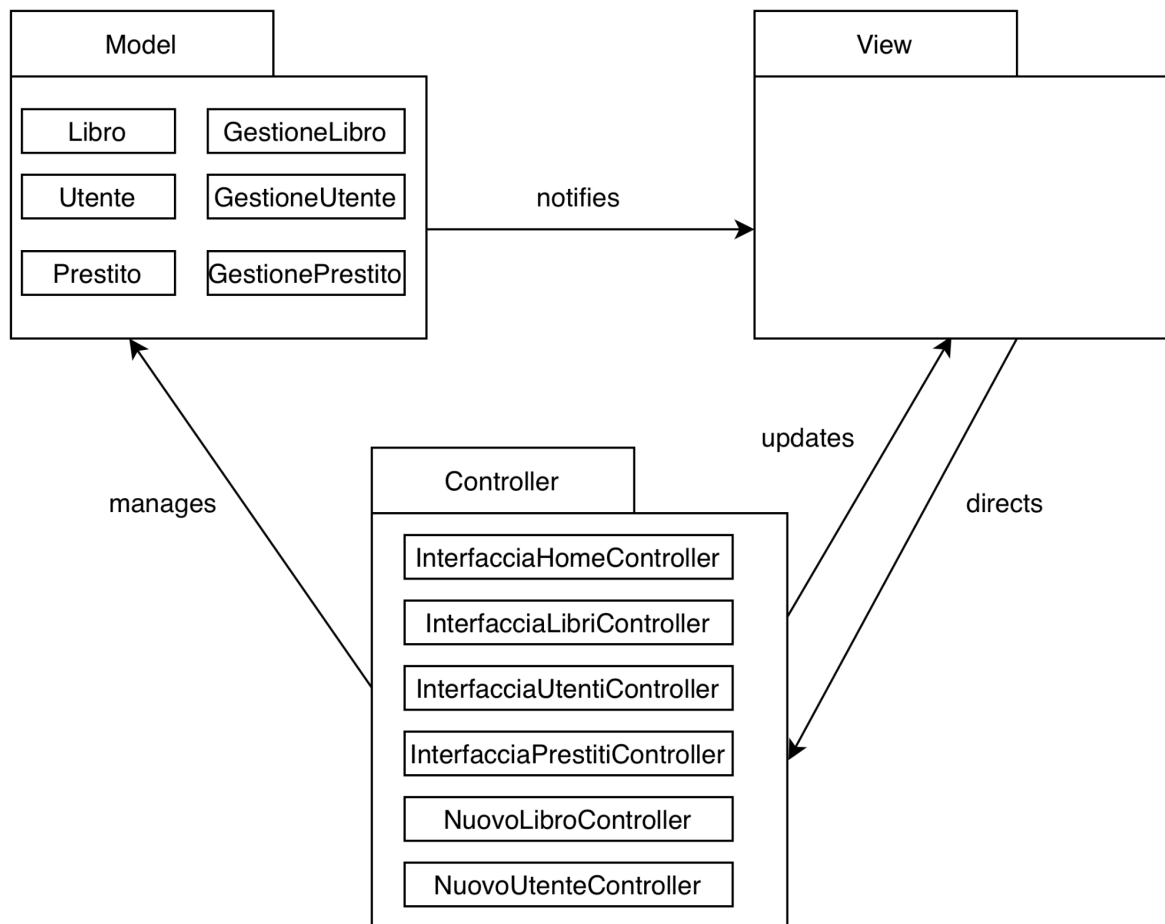 Model
Libro
GestioneLibro
Utente
GestioneUtente
Prestito
GestionePrestito
notifies
View
manages
updates
directs
Controller
InterfacciaHomeController
InterfacciaLibriController
InterfacciaUtentiController
InterfacciaPrestitiController
NuovoLibroController
NuovoUtenteController